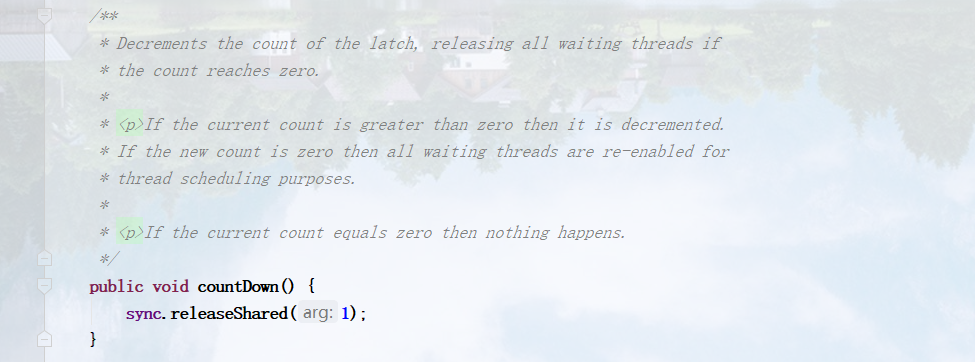 /**
* Decrements the count of the latch, releasing all waiting threads if
* the count reaches zero.
*
* <p>If the current count is greater than zero then it is decremented.
* If the new count is zero then all waiting threads are re-enabled for
* thread scheduling purposes.
*
* <p>If the current count equals zero then nothing happens.
*/
public void countDown() {
sync.releaseShared( arg: 1);
}